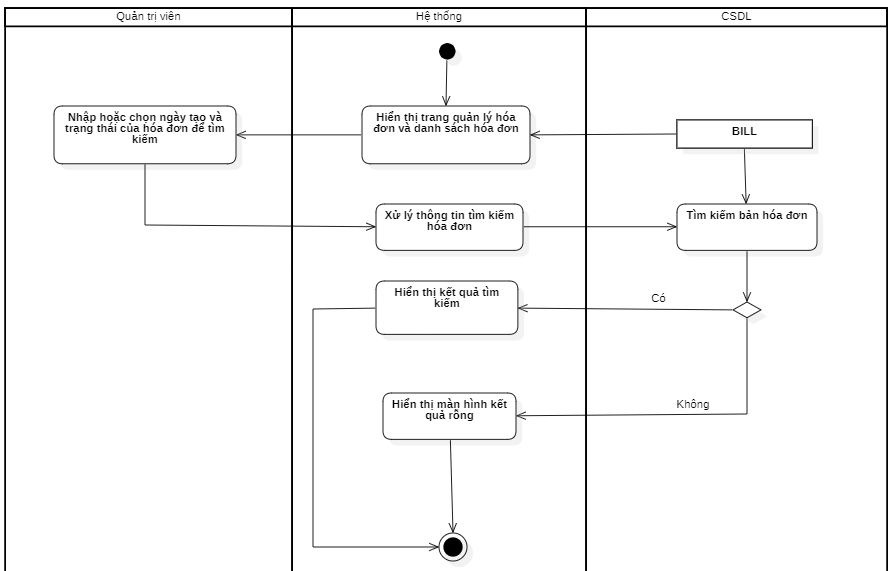 Quản trị viên
Hệ thống
CSDL
Nhập hoặc chọn ngày tạo và
trạng thái của hóa đơn để tìm
kiếm
Hiển thị trang quản lý hóa
đơn và danh sách hóa đơn
BILL
Xử lý thông tin tìm kiếm
hóa đơn
Tìm kiếm bản hóa đơn
Hiển thị kết quả tìm
kiếm
Có
Hiển thị màn hình kết
quả rỗng
Không